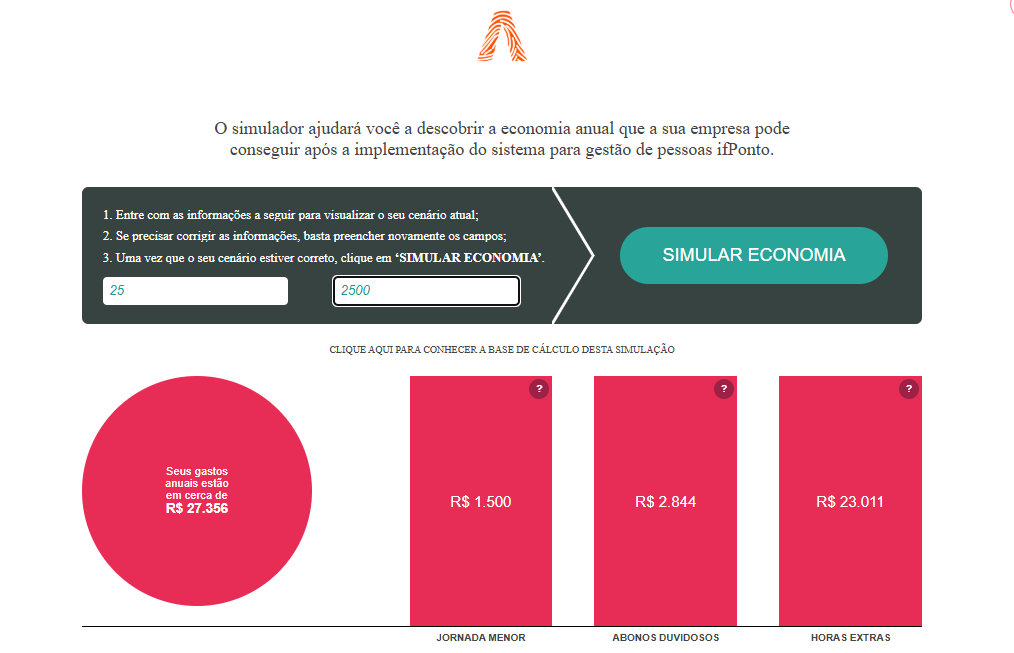 O simulador ajudará você a descobrir a economia anual que a sua empresa pode
conseguir após a implementação do sistema para gestão de pessoas ifPonto.
1. Entre com as informações a seguir para visualizar o seu cenário atual;
2. Se precisar corrigir as informações, basta preencher novamente os campos;
3. Uma vez que o seu cenário estiver correto, clique em ‘SIMULAR ECONOMIA’.
25
2500
SIMULAR ECONOMIA
CLIQUE AQUI PARA CONHECER A BASE DE CÁLCULO DESTA SIMULAÇÃO
Seus gastos
anuais estão
em cerca de
R$ 27.356
?
R$ 1.500
JORNADA MENOR
?
R$ 2.844
ABONOS DUVIDOSOS
?
R$ 23.011
HORAS EXTRAS